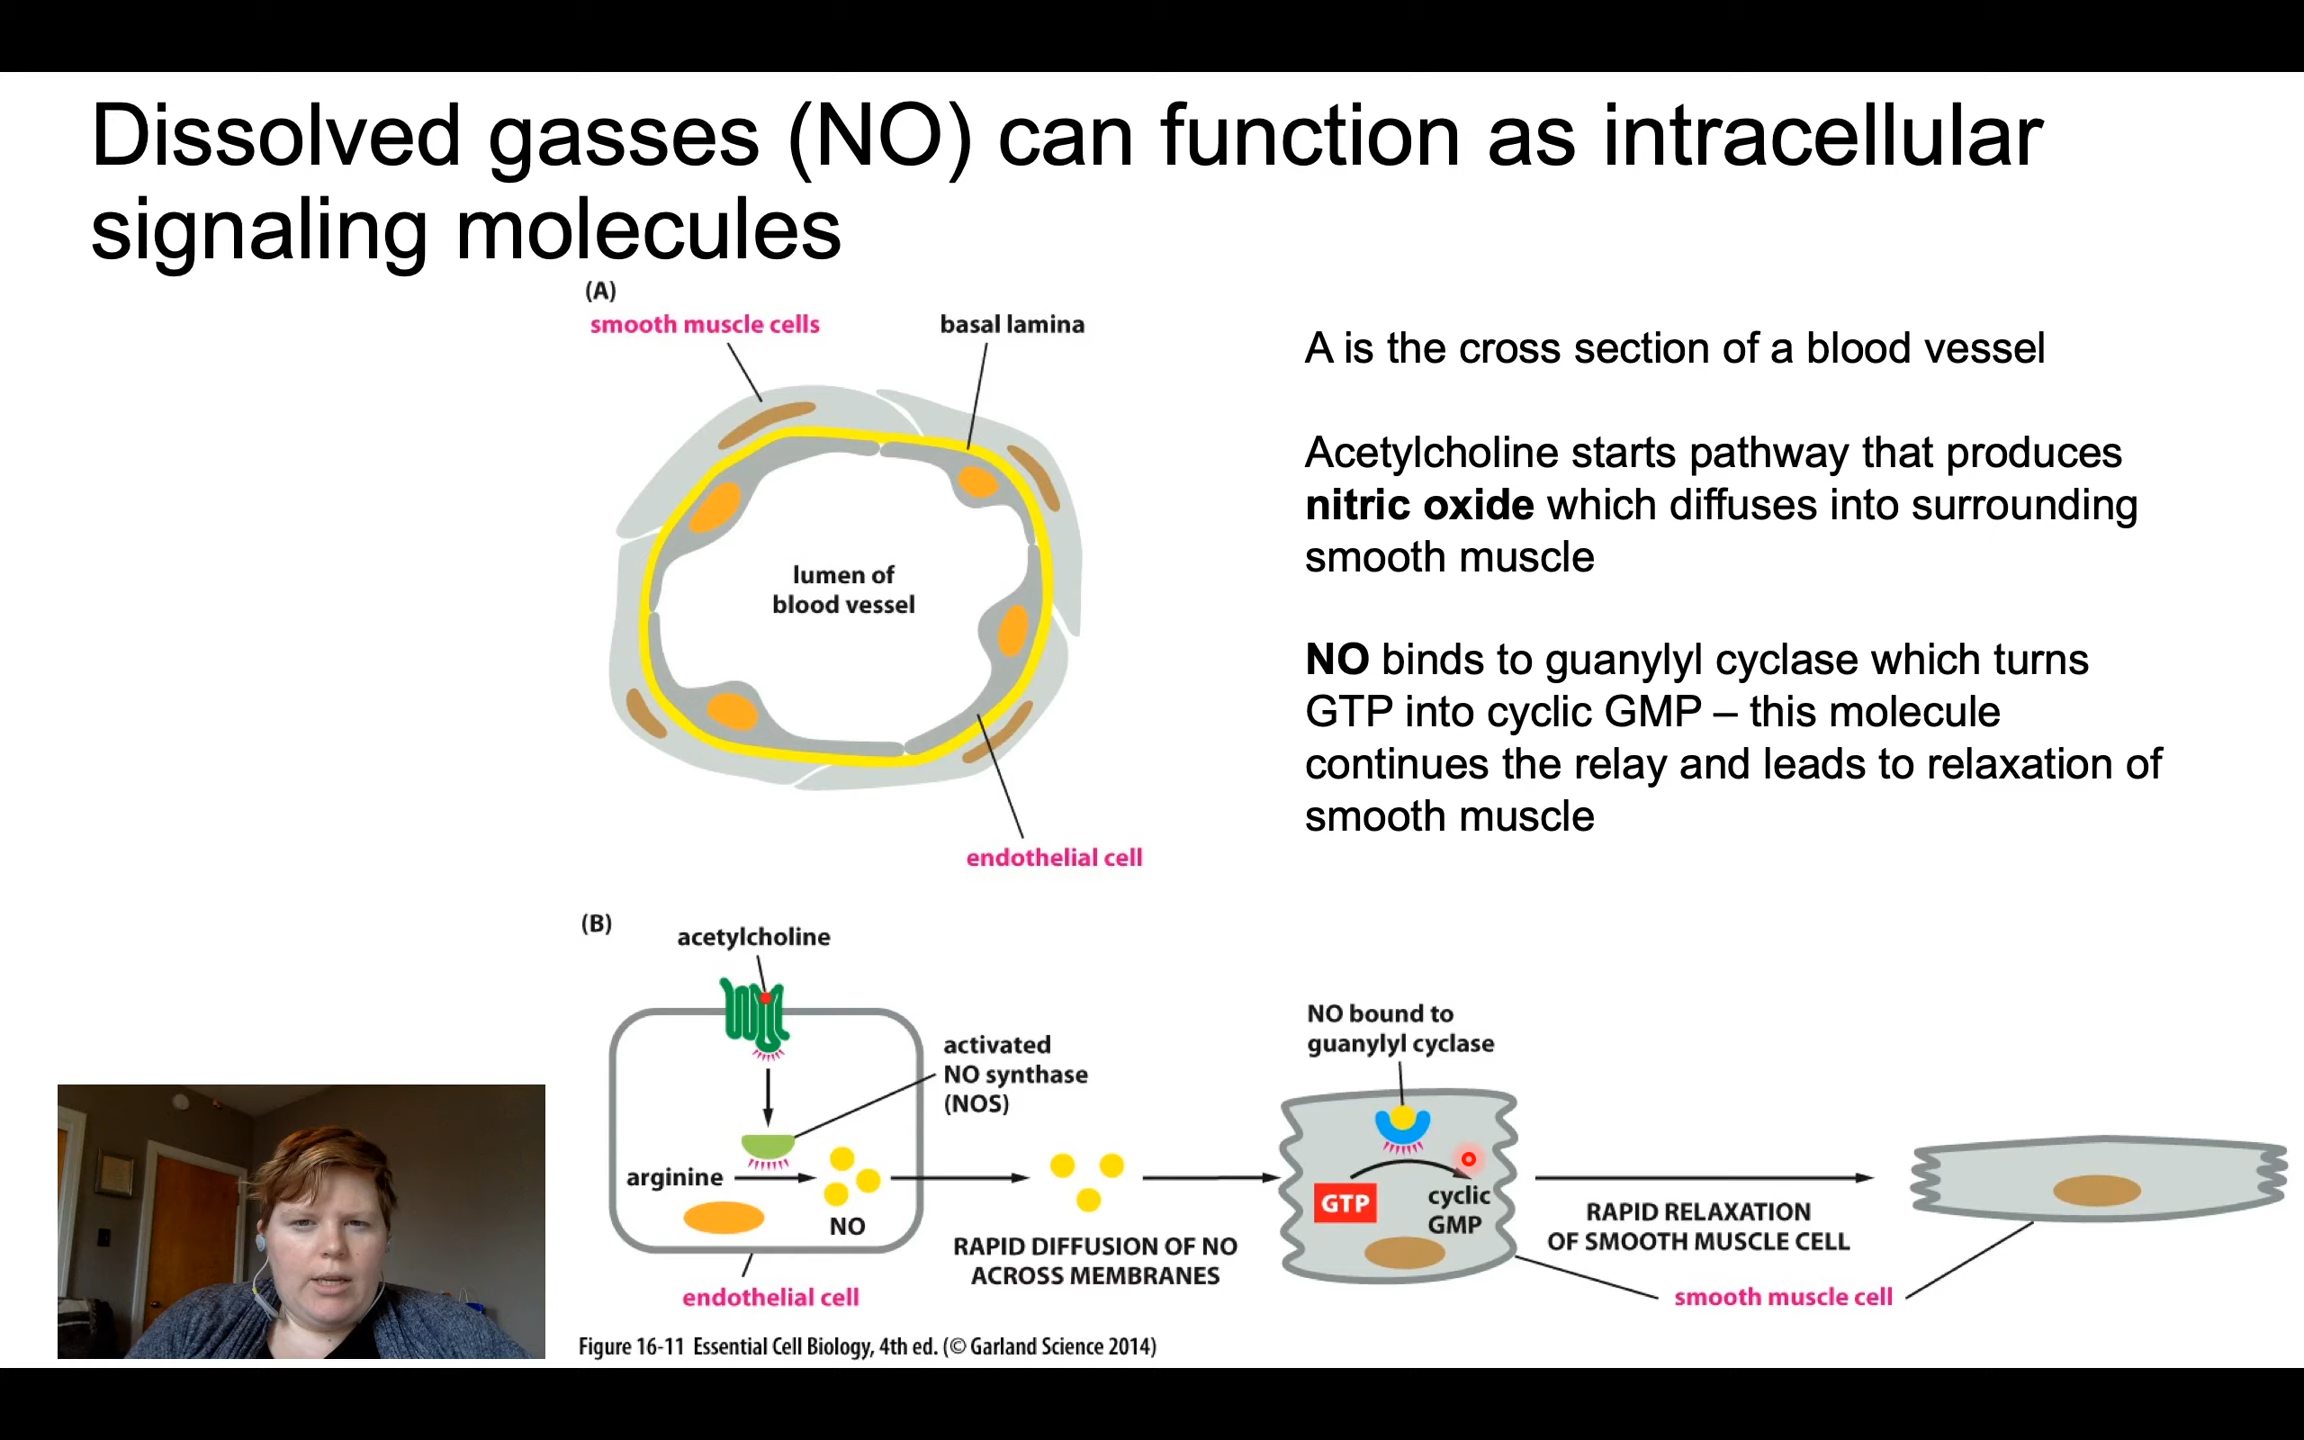 Dissolved gasses (NO) can function as intracellular
signaling molecules
(A)
smooth muscle cells
basal lamina
lumen of
blood vessel
endothelial cell
A is the cross section of a blood vessel
Acetylcholine starts pathway that produces
nitric oxide which diffuses into surrounding
smooth muscle
NO binds to guanylyl cyclase which turns
GTP into cyclic GMP – this molecule
continues the relay and leads to relaxation of
smooth muscle
(B)
acetylcholine
activated
NO synthase
(NOS)
arginine
NO
endothelial cell
RAPID DIFFUSION OF NO
ACROSS MEMBRANES
NO bound to
guanylyl cyclase
GTP
cyclic
GMP
RAPID RELAXATION
OF SMOOTH MUSCLE CELL
smooth muscle cell
Figure 16-11 Essential Cell Biology, 4th ed. (© Garland Science 2014)